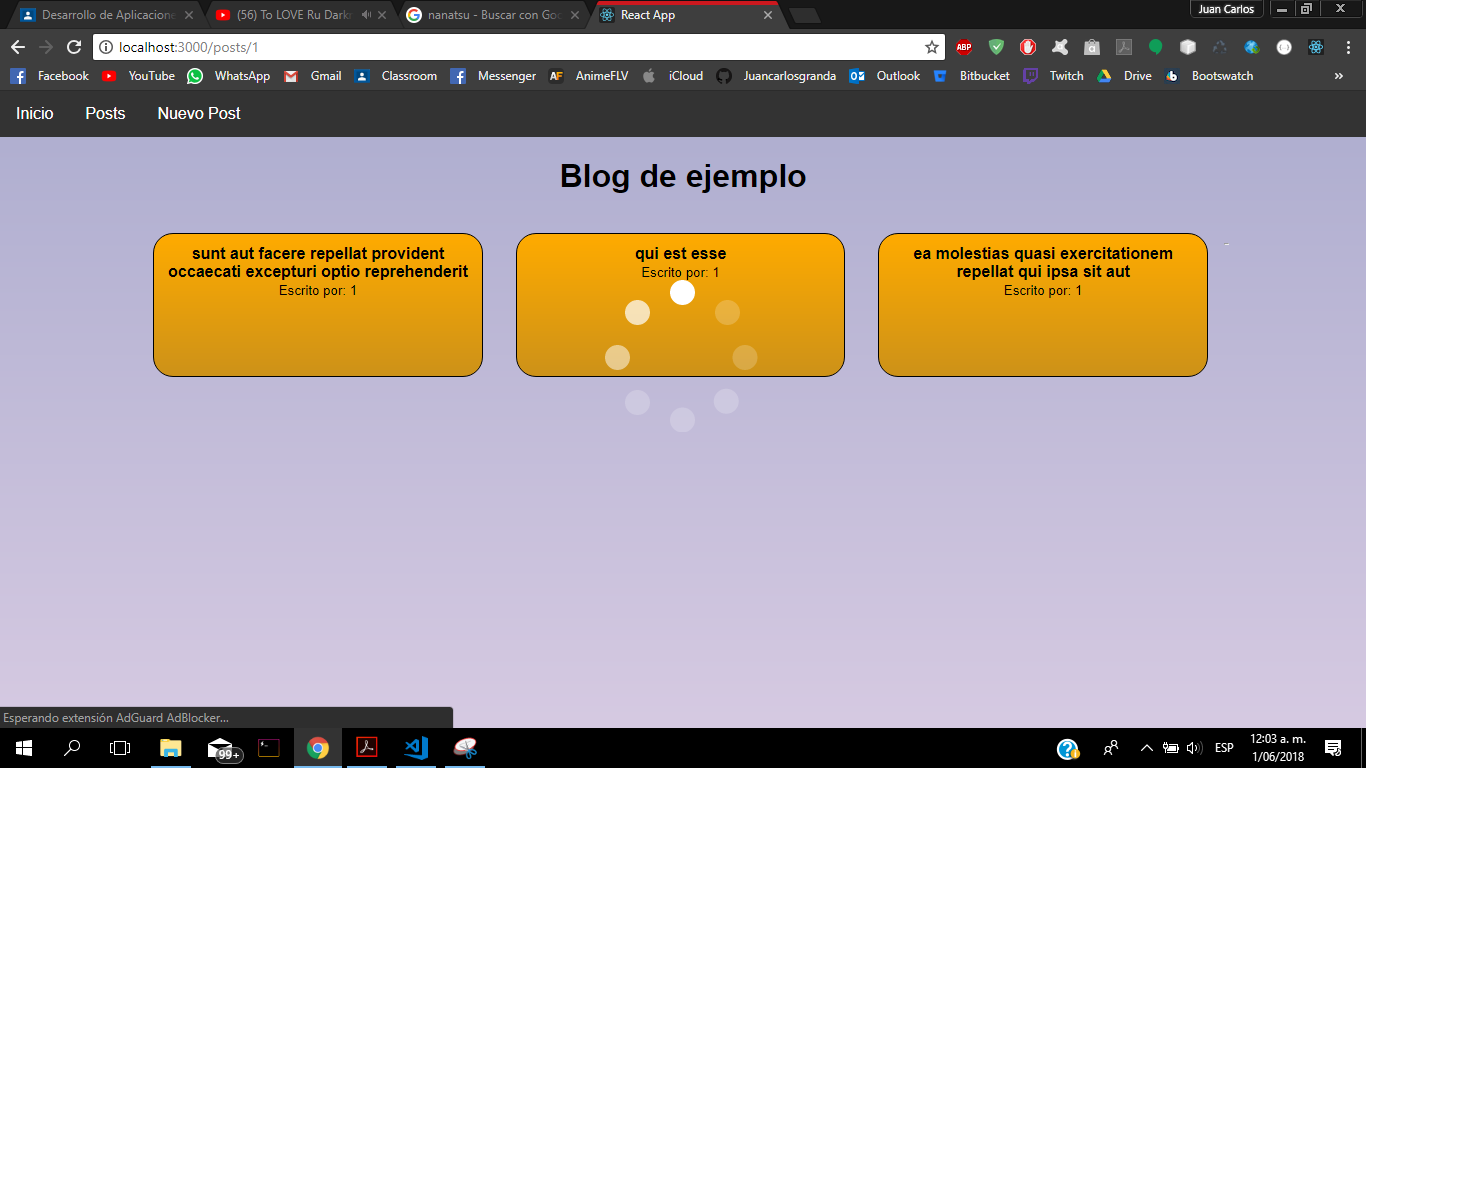 Desarrollo de Aplicacione
(56) To LOVE Ru Dark
nanatsu - Buscar con Goo
React App
Juan Carlos
localhost:3000/posts/1
ABP
Facebook
YouTube
WhatsApp
Gmail
Classroom
Messenger
AF
AnimeFLV
iCloud
Juancarlosgranda
Outlook
Bitbucket
Twitch
Drive
Bootswatch
»
Inicio
Posts
Nuevo Post
Blog de ejemplo
sunt aut facere repellat provident
occaecati excepturi optio reprehenderit
Escrito por: 1
qui est esse
Escrito por: 1
ea molestias quasi exercitationem
repellat qui ipsa sit aut
Escrito por: 1
Esperando extensión AdGuard AdBlocker...
99+
ESP
12:03 a. m.
1/06/2018